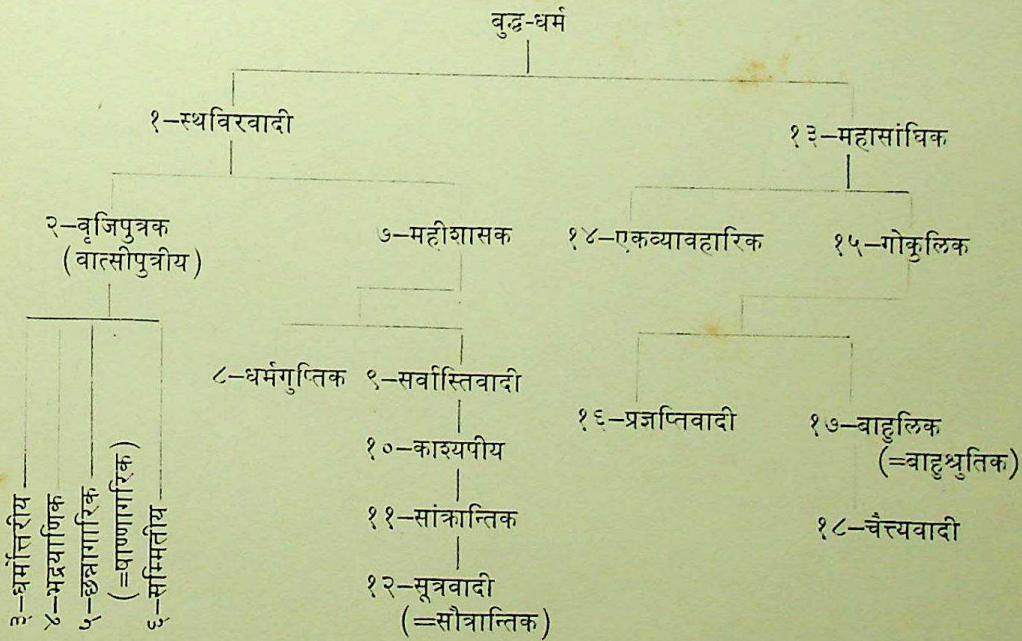 बुद्ध-धर्म
१–स्थविरवादी
१३–महासांघिक
२–वृजिपुत्रक
(वात्सीपुत्रीय)
७–महीशासक
१४–एकव्यावहारिक
१५–गोकुलिक
३–धर्मोत्तरीय
४–भद्रयाणिक
५–छन्नागारिक
(=षाण्णागरिक)
६–सम्मितीय
८–धर्मगुप्तिक
९–सर्वास्तिवादी
१०–काश्यपीय
११–सांक्रान्तिक
१२–सूत्रवादी
(=सौत्रान्तिक)
१६–प्रज्ञप्तिवादी
१७–बाहुलिक
(=वाहुश्रुतिक)
१८–चैत्त्यवादी